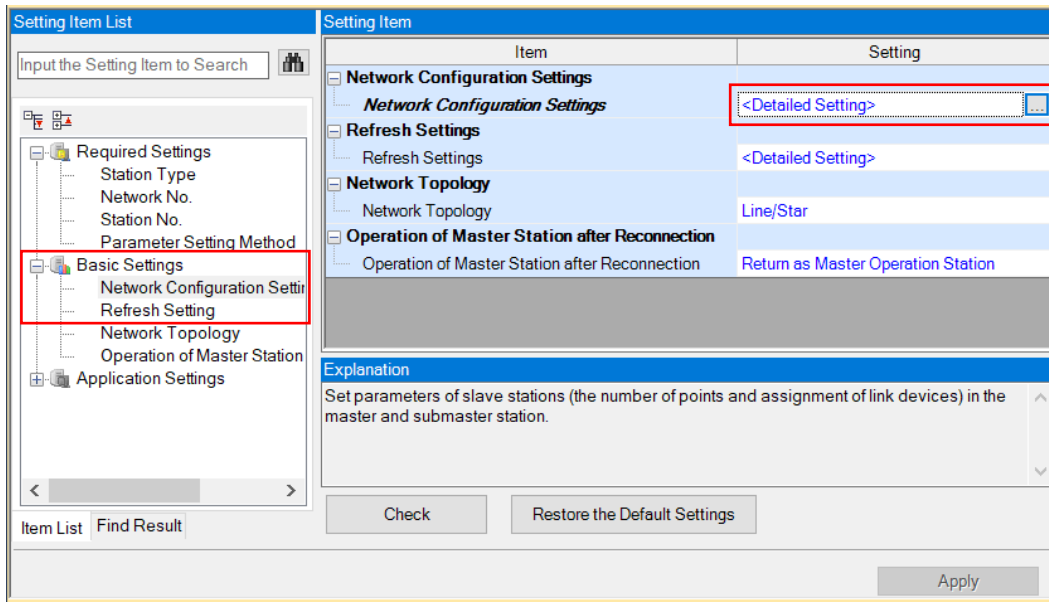 Setting Item List
Input the Setting Item to Search
Required Settings
Station Type
Network No.
Station No.
Parameter Setting Method
Basic Settings
Network Configuration Settin
Refresh Setting
Network Topology
Operation of Master Station
Application Settings
Item List
Find Result
Setting Item
Item Setting
Network Configuration Settings
Network Configuration Settings <Detailed Setting> ...
Refresh Settings
Refresh Settings <Detailed Setting>
Network Topology
Network Topology Line/Star
Operation of Master Station after Reconnection
Operation of Master Station after Reconnection Return as Master Operation Station
Explanation
Set parameters of slave stations (the number of points and assignment of link devices) in the
master and submaster station.
Check Restore the Default Settings
Apply